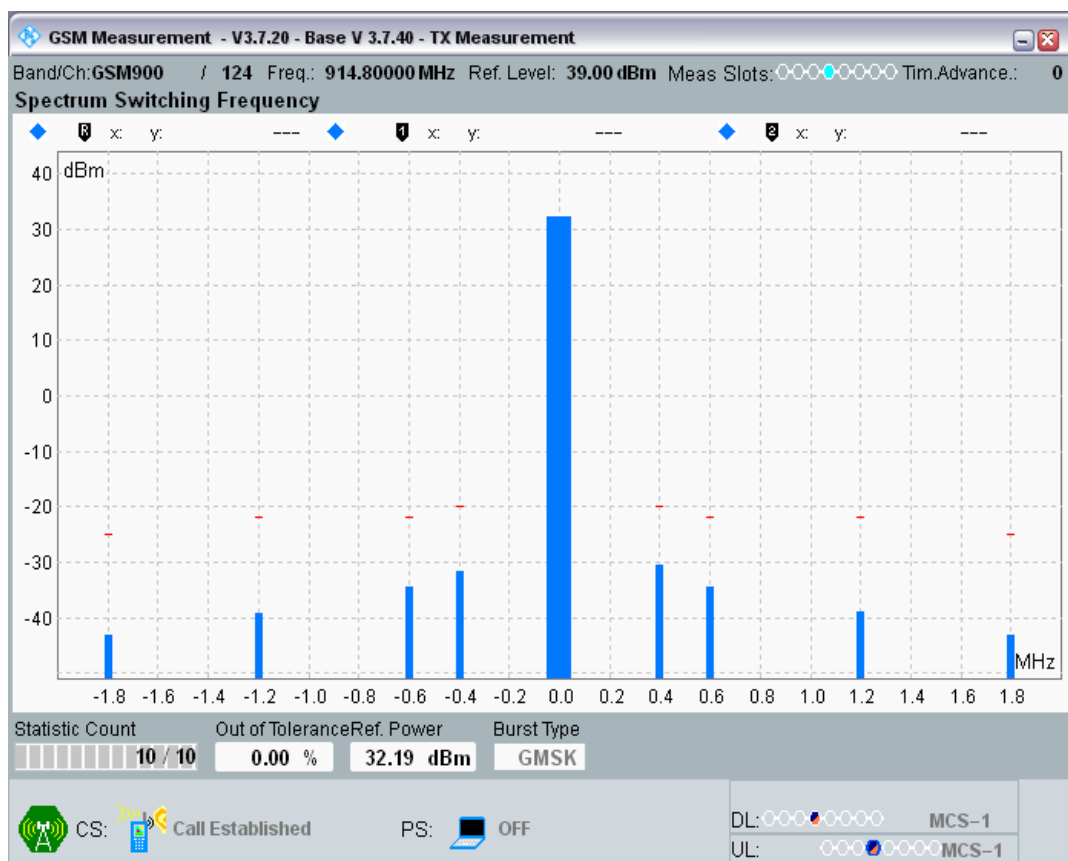 GSM Measurement - V3.7.20 - Base V 3.7.40 - TX Measurement
Band/Ch:GSM900 / 124 Freq.: 914.80000 MHz Ref. Level: 39.00 dBm Meas Slots: Tim.Advance.: 0
Spectrum Switching Frequency
R x: y: --- 1 x: y: --- 2 x: y: ---
dBm
40
30
20
10
0
-10
-20
-30
-40
MHz
-1.8 -1.6 -1.4 -1.2 -1.0 -0.8 -0.6 -0.4 -0.2 0.0 0.2 0.4 0.6 0.8 1.0 1.2 1.4 1.6 1.8
Statistic Count Out of Tolerance Ref. Power Burst Type
10 / 10 0.00 % 32.19 dBm GMSK
CS: Call Established PS: OFF
DL: MCS-1
UL: MCS-1